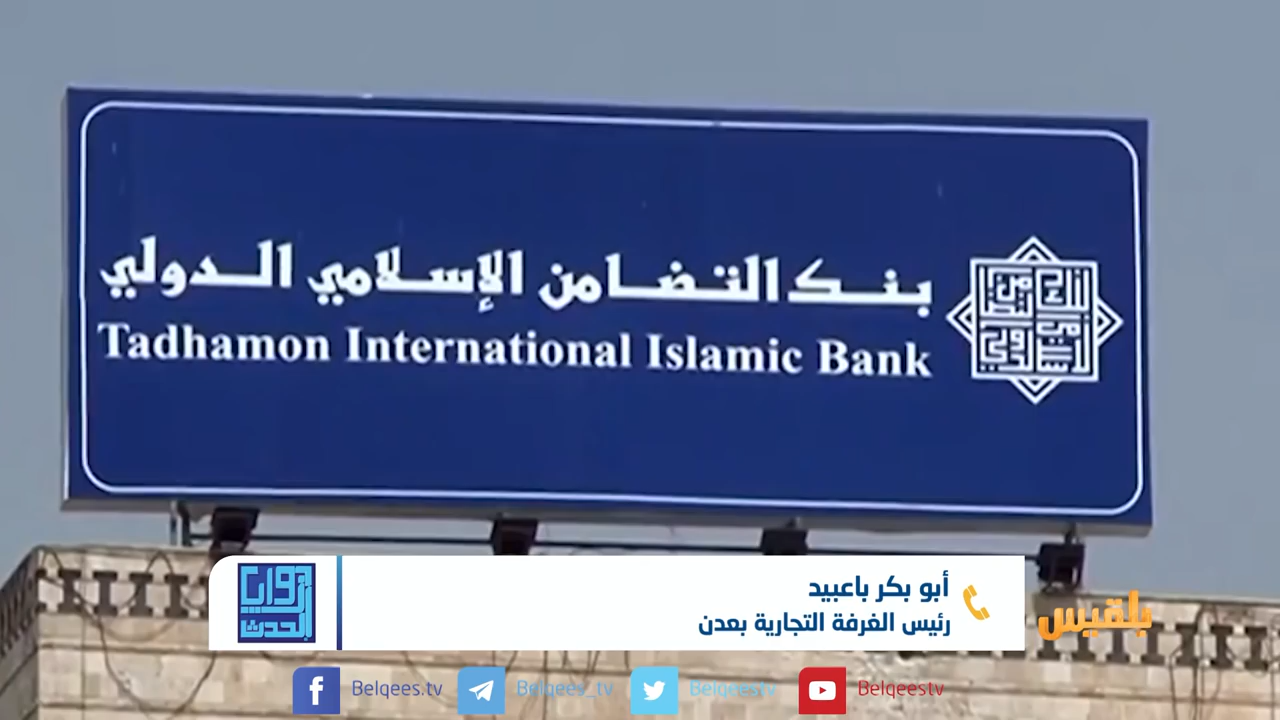 بنك التضامن الإسلامي الدولي
Tadhamon International Islamic Bank
أبو بكر باعبيد
رئيس الغرفة التجارية بعدن
زوايا الحدث
بلقيس
Belqees.tv
Belqees_tv
Belqeestv
Belqeestv